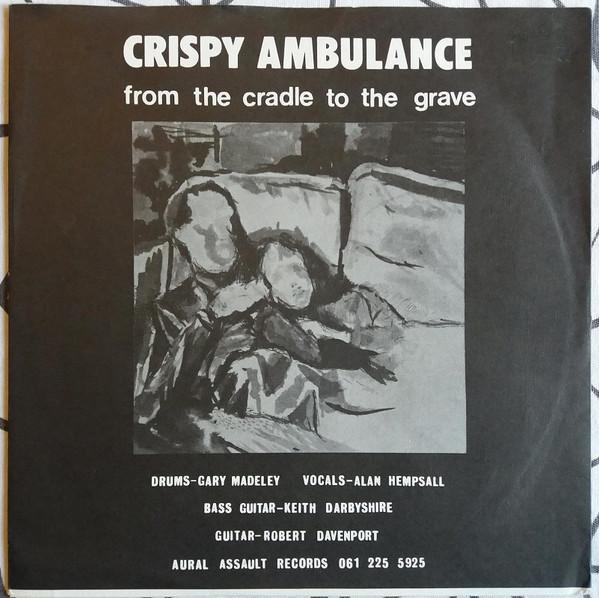 CRISPY AMBULANCE
from the cradle to the grave
DRUMS-GARY MADELEY VOCALS-ALAN HEMPSALL
BASS GUITAR-KEITH DARBYSHIRE
GUITAR-ROBERT DAVENPORT
AURAL ASSAULT RECORDS 061 225 5925